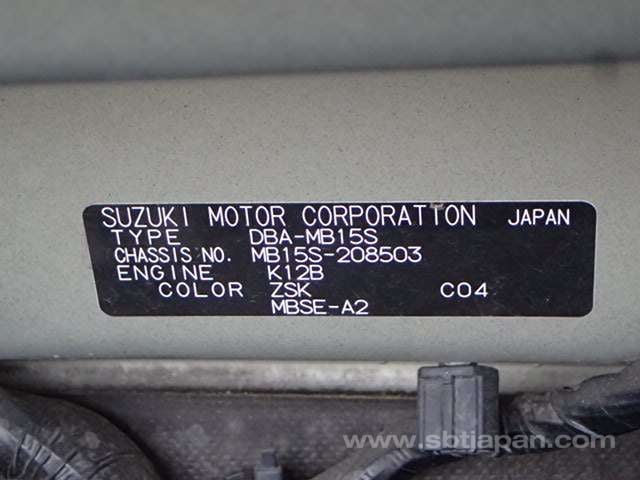 SUZUKI MOTOR CORPORATION JAPAN
TYPE DBA-MB15S
CHASSIS NO. MB15S-208503
ENGINE K12B
COLOR ZSK C04
MBSE-A2
www.sbtjapan.com